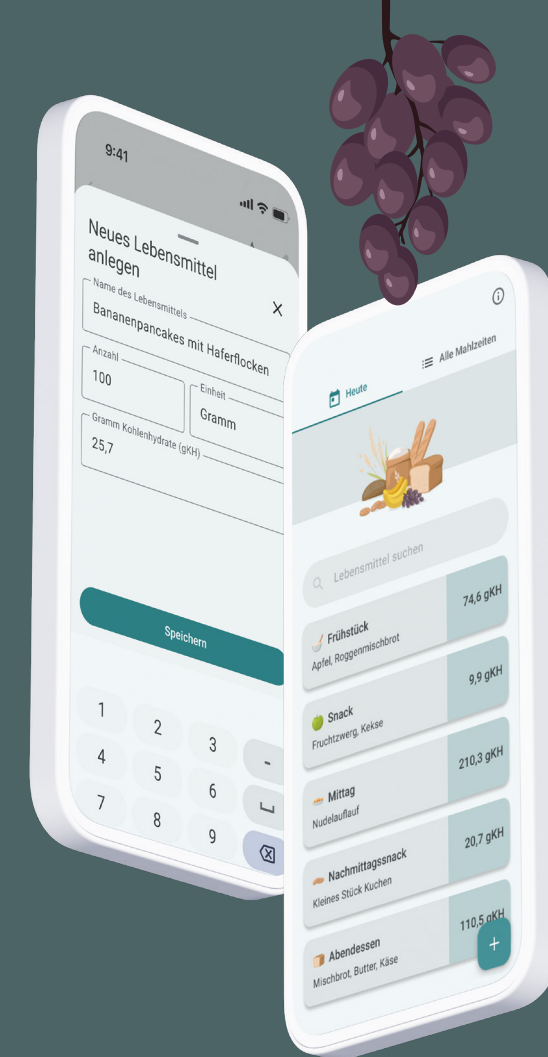 9:41
Neues Lebensmittel
anlegen
Name des Lebensmittels
Bananenpancakes mit Haferflocken
Anzahl
100
Einheit
Gramm
Gramm Kohlenhydrate (gKH)
25,7
Speichern
1 2 3 -
4 5 6
7 8 9
Heute
Alle Mahlzeiten
Lebensmittel suchen
Frühstück
Apfel, Roggenmischbrot
74,6 gKH
Snack
Fruchtzwerg, Kekse
9,9 gKH
Mittag
Nudelauflauf
210,3 gKH
Nachmittagssnack
Kleines Stück Kuchen
20,7 gKH
Abendessen
Mischbrot, Butter, Käse
110,5 gKH
+